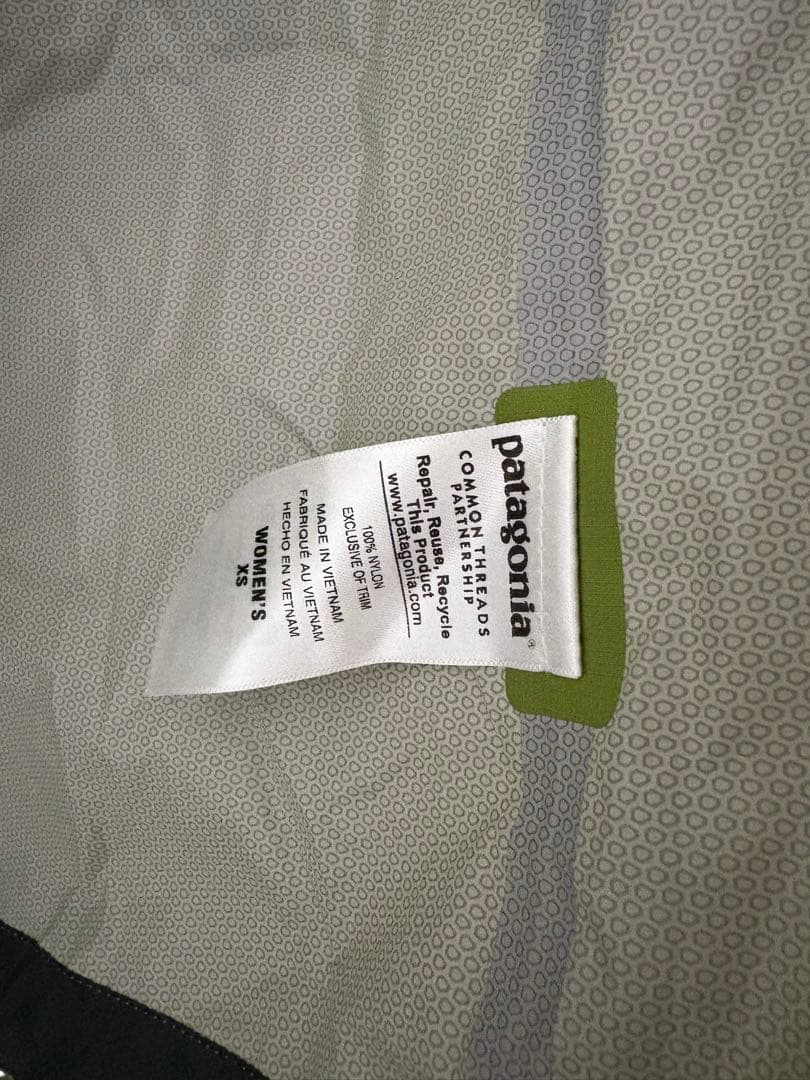 patagonia®
COMMON THREADS
PARTNERSHIP
Repair, Reuse, Recycle
This Product
www.patagonia.com
100% NYLON
EXCLUSIVE OF TRIM
MADE IN VIETNAM
FABRIQUÉ AU VIETNAM
HECHO EN VIETNAM
WOMEN'S
XS